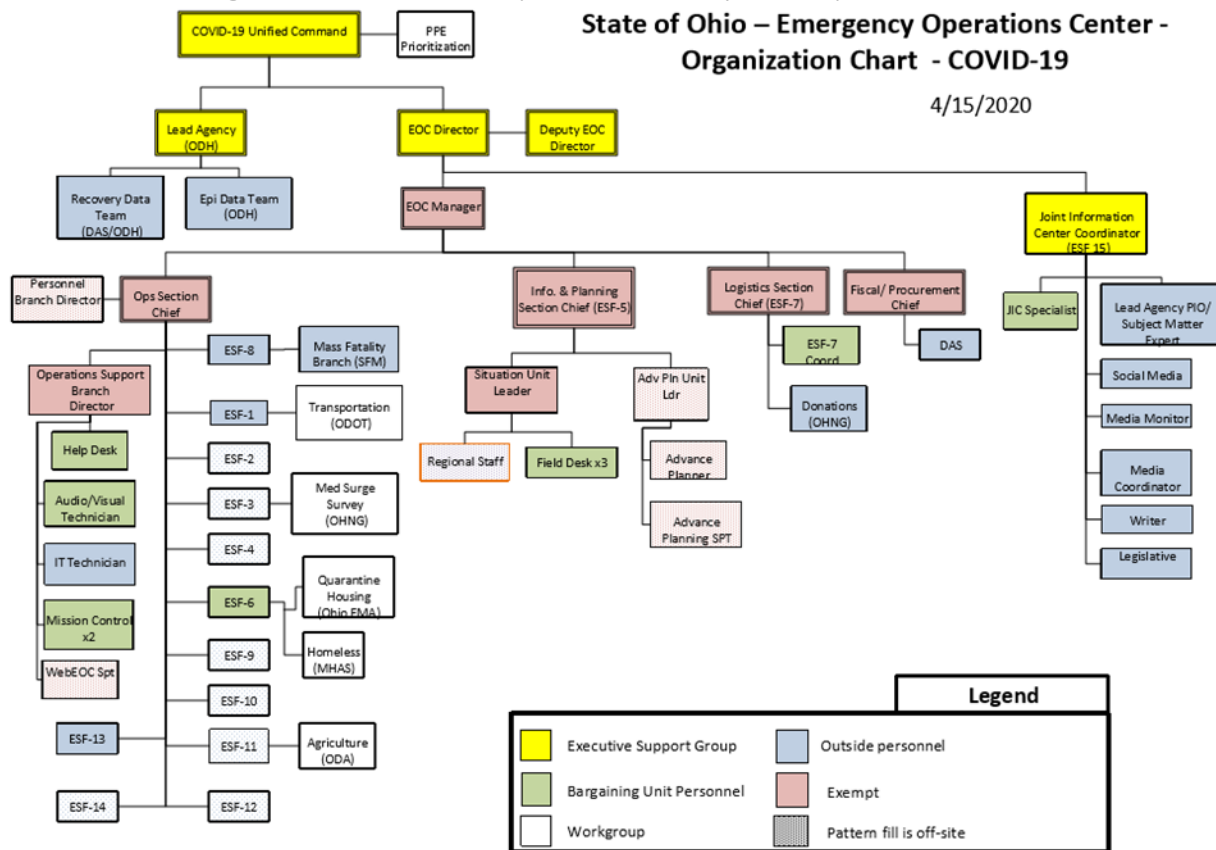 State of Ohio – Emergency Operations Center -
Organization Chart - COVID-19
4/15/2020
COVID-19 Unified Command
PPE
Prioritization
Lead Agency
(ODH)
EOC Director
Deputy EOC
Director
Recovery Data
Team
(DAS/ODH)
Epi Data Team
(ODH)
EOC Manager
Joint Information
Center Coordinator
(ESF 15)
Personnel
Branch Director
Ops Section
Chief
Info. & Planning
Section Chief (ESF-5)
Logistics Section
Chief (ESF-7)
Fiscal/ Procurement
Chief
JIC Specialist
Lead Agency PIO/
Subject Matter
Expert
ESF-8
Mass Fatality
Branch (SFM)
ESF-7
Coord
DAS
Operations Support
Branch
Director
Situation Unit
Leader
Adv Pln Unit
Ldr
Social Media
ESF-1
Transportation
(ODOT)
Donations
(OHNG)
Media Monitor
Help Desk
ESF-2
Regional Staff
Field Desk x3
Advance
Planner
Media
Coordinator
Audio/Visual
Technician
ESF-3
Med Surge
Survey
(OHNG)
Advance
Planning SPT
Writer
IT Technician
ESF-4
Legislative
Mission Control
x2
ESF-6
Quarantine
Housing
(Ohio EMA)
WebEOC Spt
ESF-9
Homeless
(MHAS)
ESF-10
ESF-13
ESF-11
Agriculture
(ODA)
ESF-14
ESF-12
Legend
Executive Support Group
Outside personnel
Bargaining Unit Personnel
Exempt
Workgroup
Pattern fill is off-site